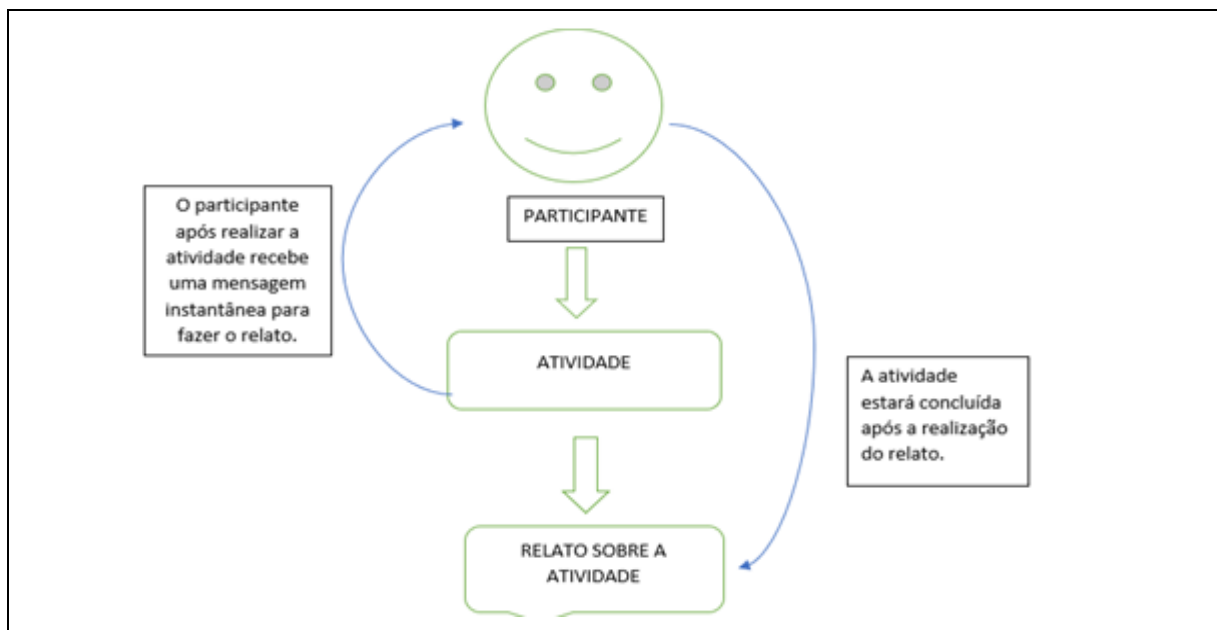 PARTICIPANTE
O participante
após realizar a
atividade recebe
uma mensagem
instantânea para
fazer o relato.
ATIVIDADE
A atividade
estará concluída
após a realização
do relato.
RELATO SOBRE A
ATIVIDADE